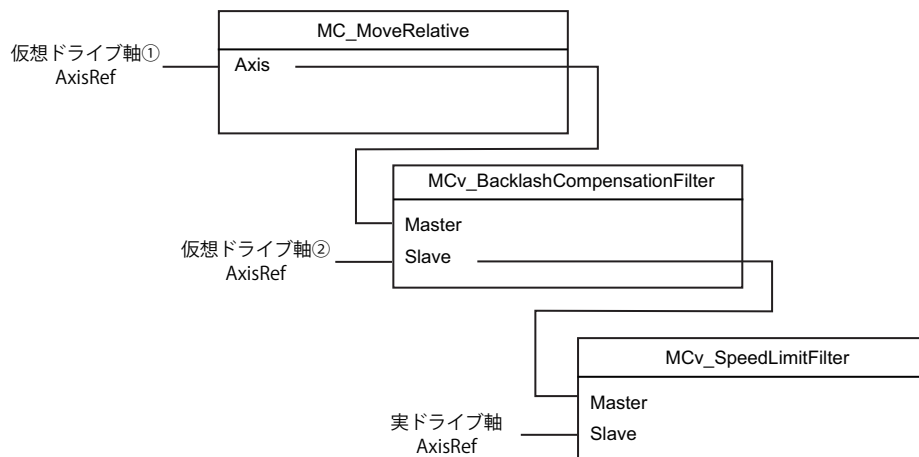 MC_MoveRelative
仮想ドライブ軸①
AxisRef
Axis
MCv_BacklashCompensationFilter
Master
仮想ドライブ軸②
AxisRef
Slave
MCv_SpeedLimitFilter
Master
実ドライブ軸
AxisRef
Slave